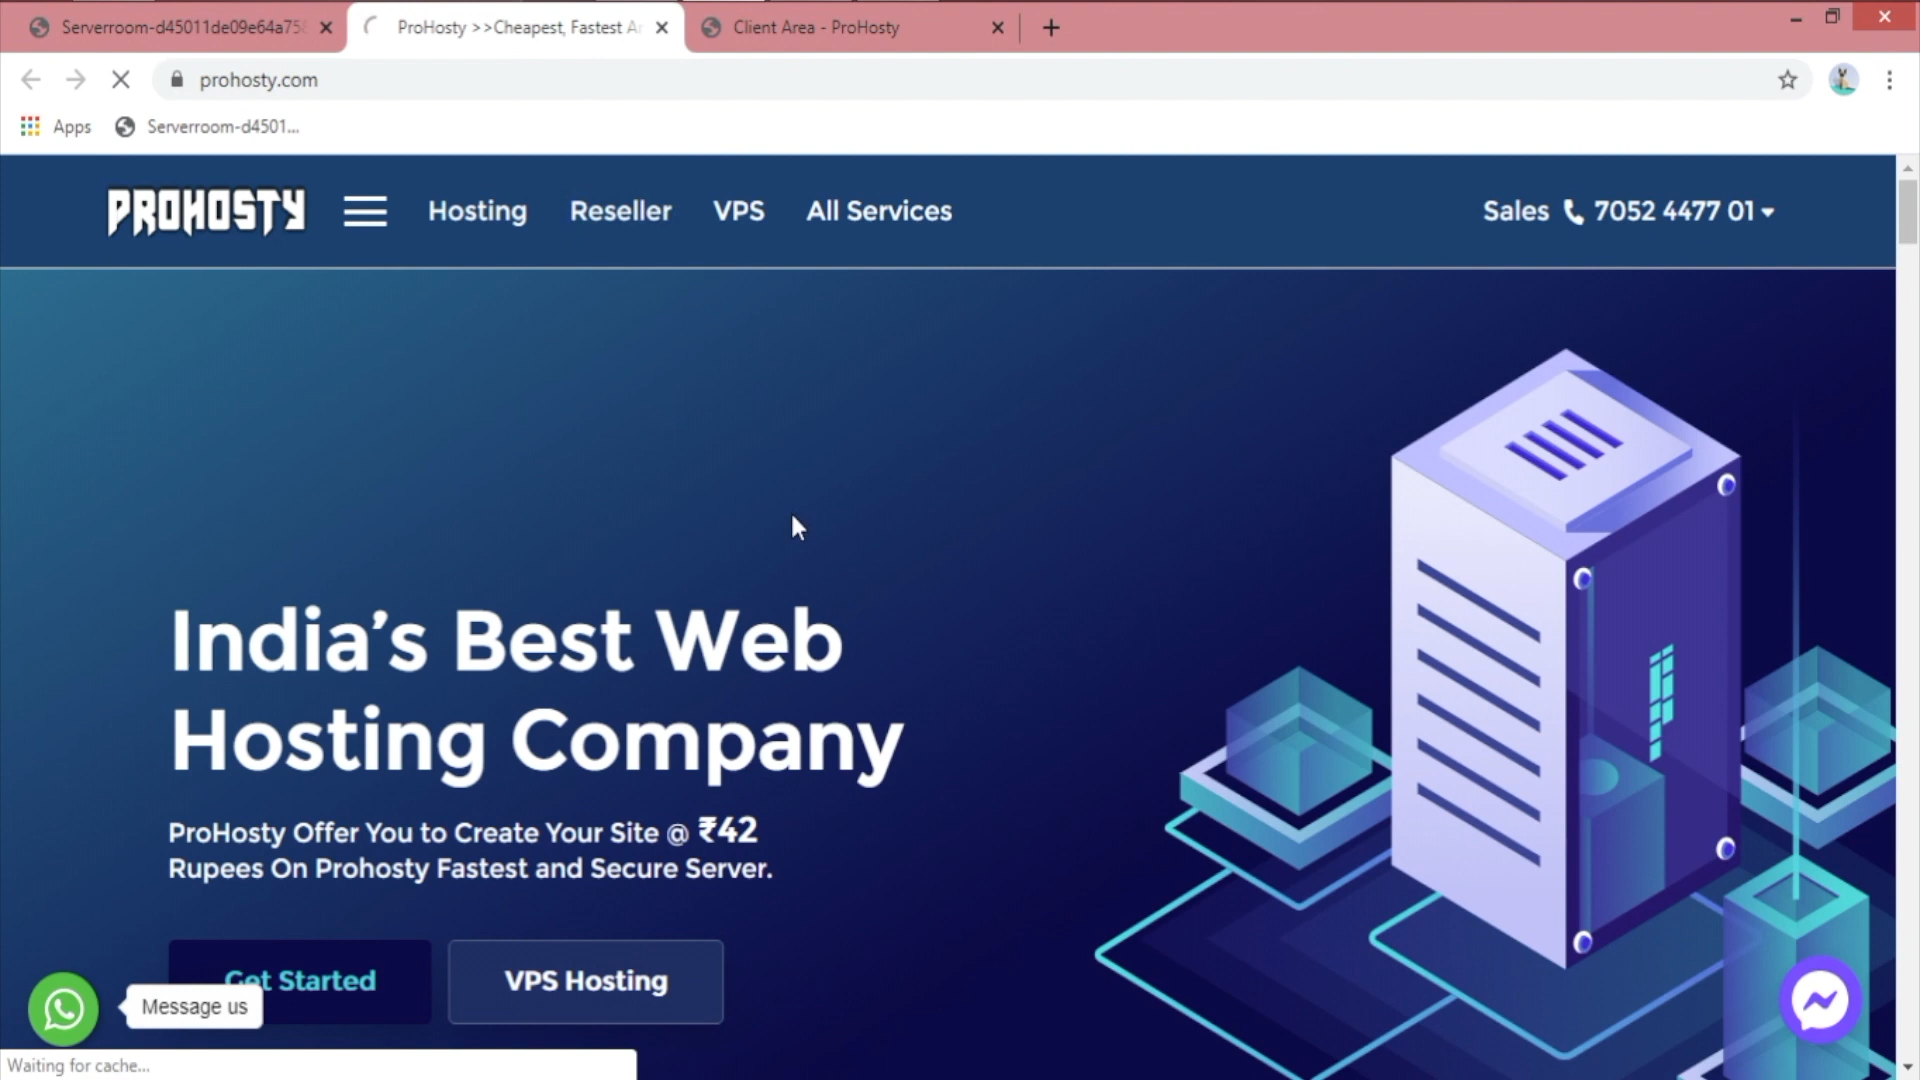 Serverroom-d45011de09e64a75
ProHosty >>Cheapest, Fastest A
Client Area - ProHosty
prohosty.com
Apps
Serverroom-d4501...
PROHOSTY
Hosting
Reseller
VPS
All Services
Sales 7052 4477 01
India’s Best Web
Hosting Company
ProHosty Offer You to Create Your Site @ ₹42
Rupees On Prohosty Fastest and Secure Server.
Get Started
VPS Hosting
Message us
Waiting for cache...